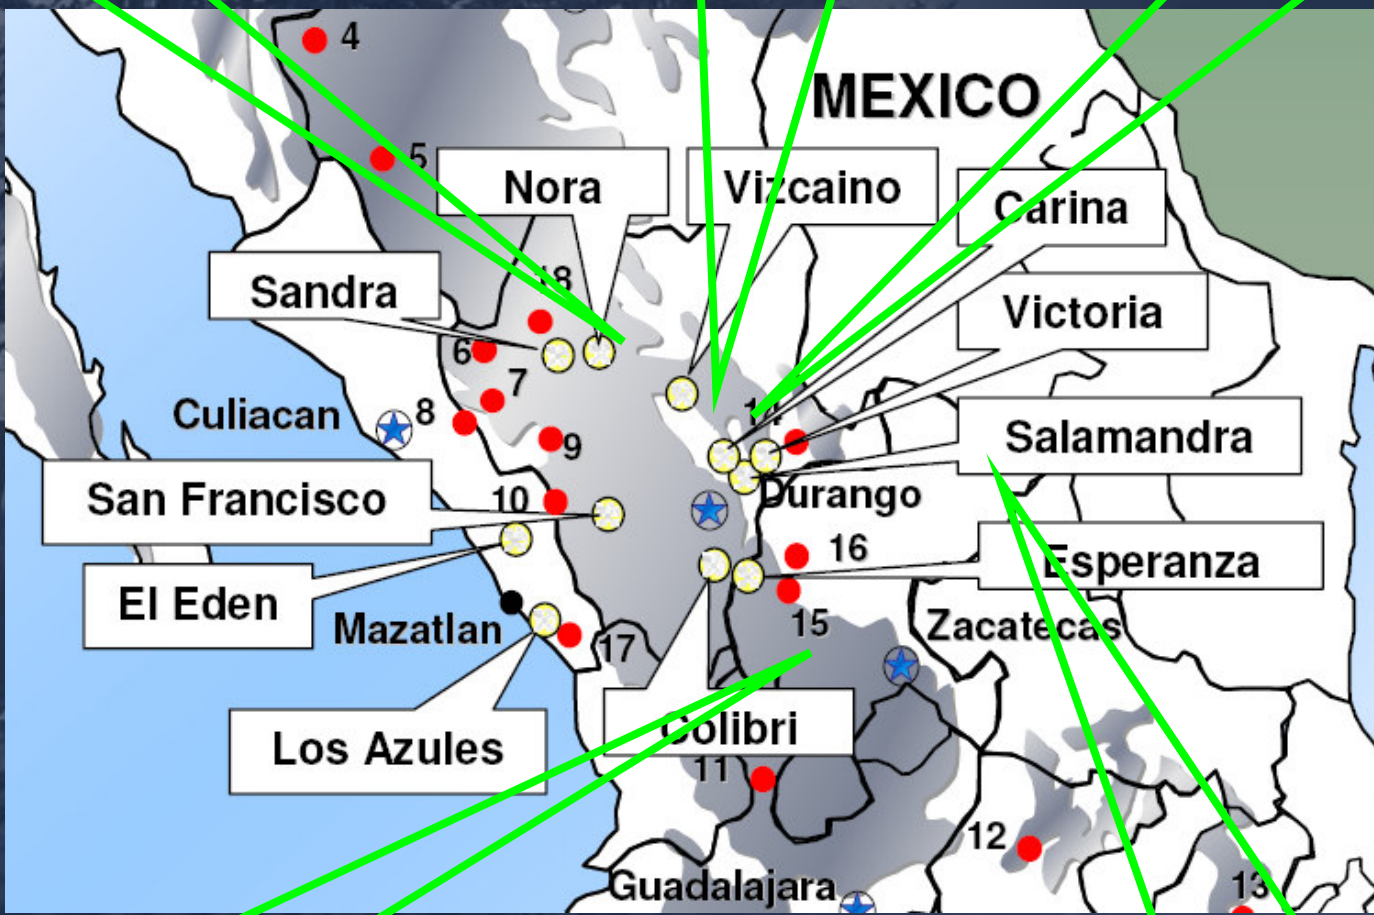 4
MEXICO
5
Nora
Vizcaino
Carina
18
Sandra
Victoria
6
7
Culiacan
8
14
Salamandra
9
San Francisco
10
Durango
16
Esperanza
El Eden
Mazatlan
15
Zacatecas
17
Colibri
Los Azules
11
12
Guadalajara
13